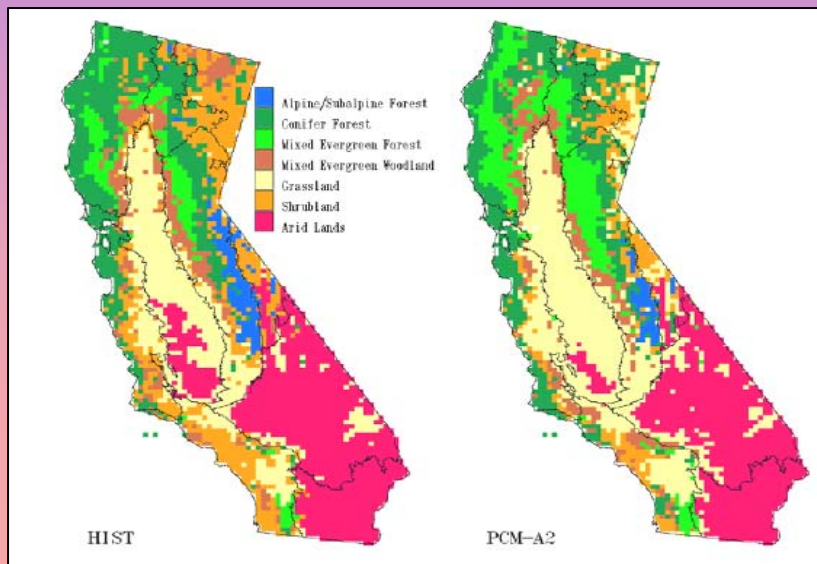 Alpine/Subalpine Forest
Conifer Forest
Mixed Evergreen Forest
Mixed Evergreen Woodland
Grassland
Shrubland
Arid Lands
HIST
PCM-A2